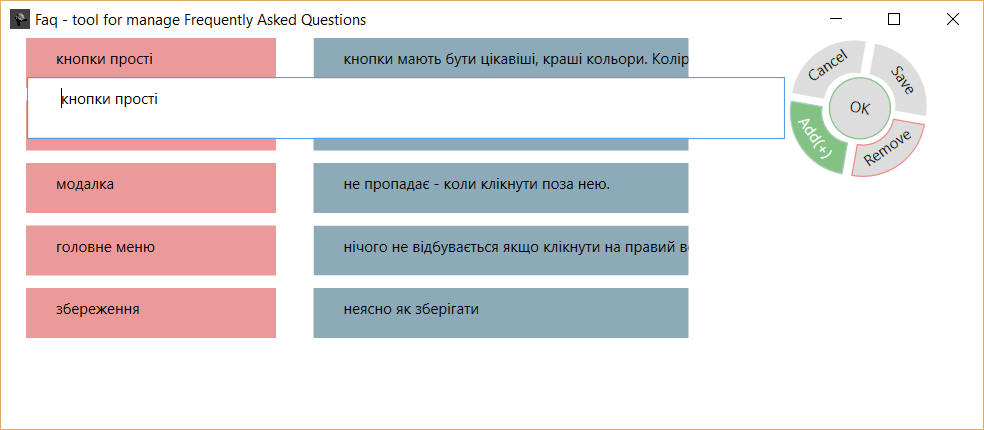 Faq - tool for manage Frequently Asked Questions
кнопки прості
кнопки мають бути цікавіші, краші кольори. Колір
кнопки прості
модалка
не пропадає - коли клікнути поза нею.
головне меню
нічого не відбувається якщо клікнути на правий
збереження
неясно як зберігати
Cancel
Save
OK
Add(+)
Remove